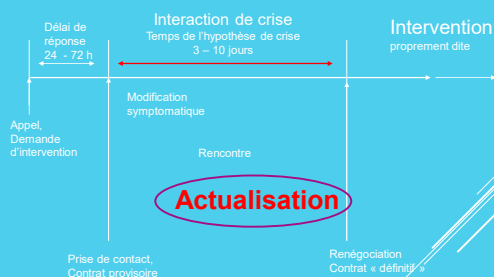 Délai de
réponse
24 - 72 h
Interaction de crise
Temps de l'hypothèse de crise
3 – 10 jours
Intervention
proprement dite
Modification
symptomatique
Appel,
Demande
d'intervention
Rencontre
Actualisation
Prise de contact,
Contrat provisoire
Renégociation
Contrat « définitif »